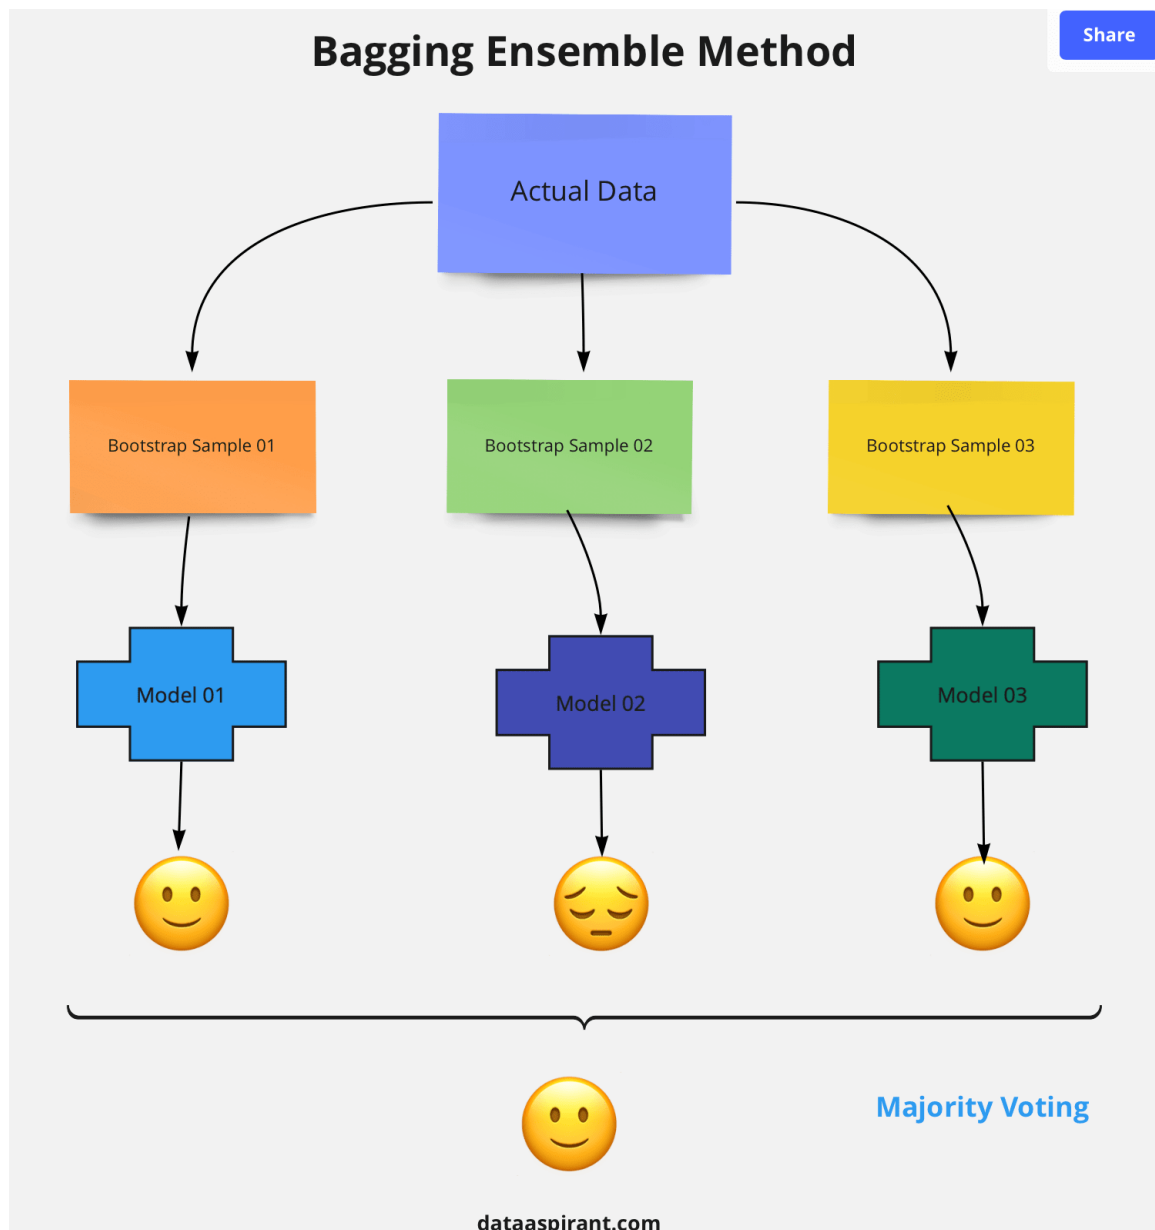 Share
Bagging Ensemble Method
Actual Data
Bootstrap Sample 01
Bootstrap Sample 02
Bootstrap Sample 03
Model 01
Model 02
Model 03
Majority Voting
dataaspirant.com